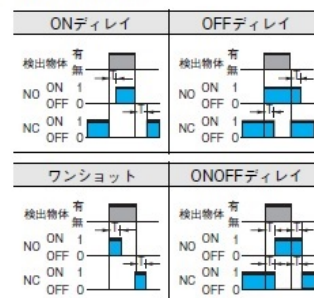 ONディレイ
検出物体 有
無
T
NO ON 1
OFF 0
T
NC ON 1
OFF 0
OFFディレイ
検出物体 有
無
T
NO ON 1
OFF 0
T
NC ON 1
OFF 0
ワンショット
検出物体 有
無
T
NO ON 1
OFF 0
T
NC ON 1
OFF 0
ONOFFディレイ
検出物体 有
無
T T
NO ON 1
OFF 0
T T
NC ON 1
OFF 0